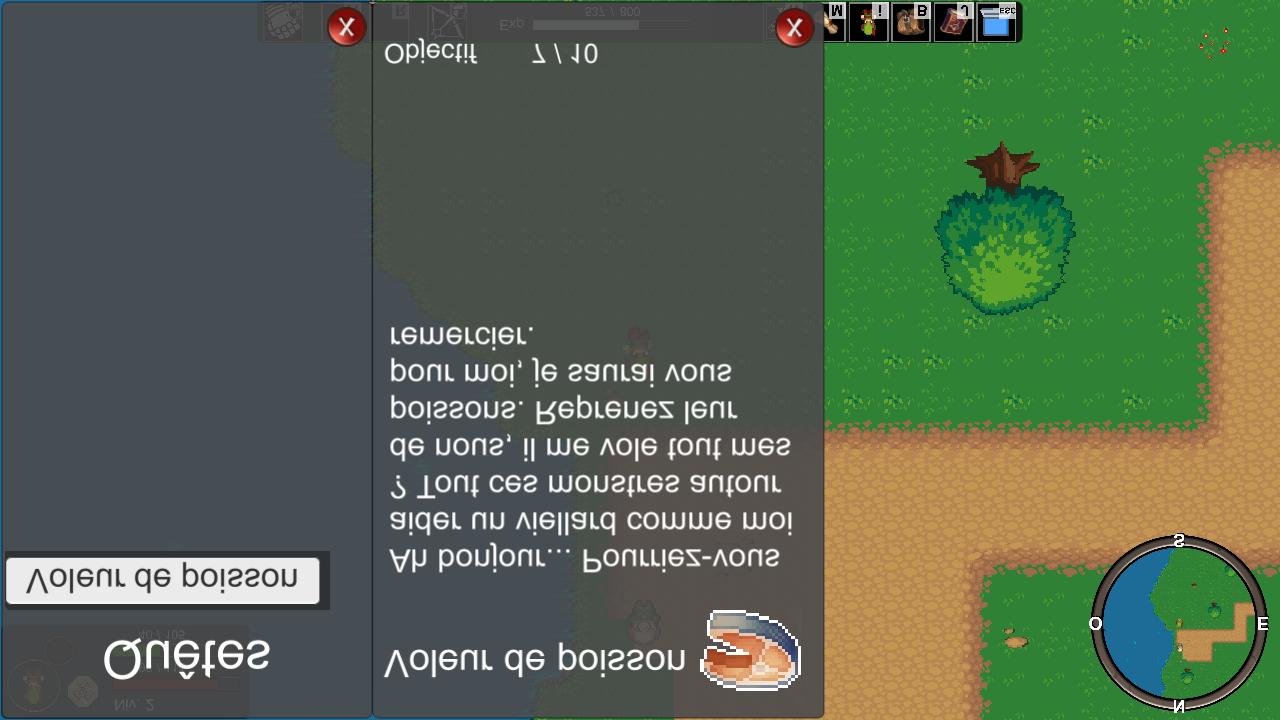 Quêtes
Voleur de poisson
Voleur de poisson
Ah bonjour... Pourriez-vous
aider un viellard comme moi
? Tout ces monstres autour
de nous, il me vole tout mes
poissons. Reprenez leur
pour moi, je saurai vous
remercier.
Objectif 7 / 10
X
X
Niv. 2
Exp 537 / 800
R
M I B J ESC
N
O E
S